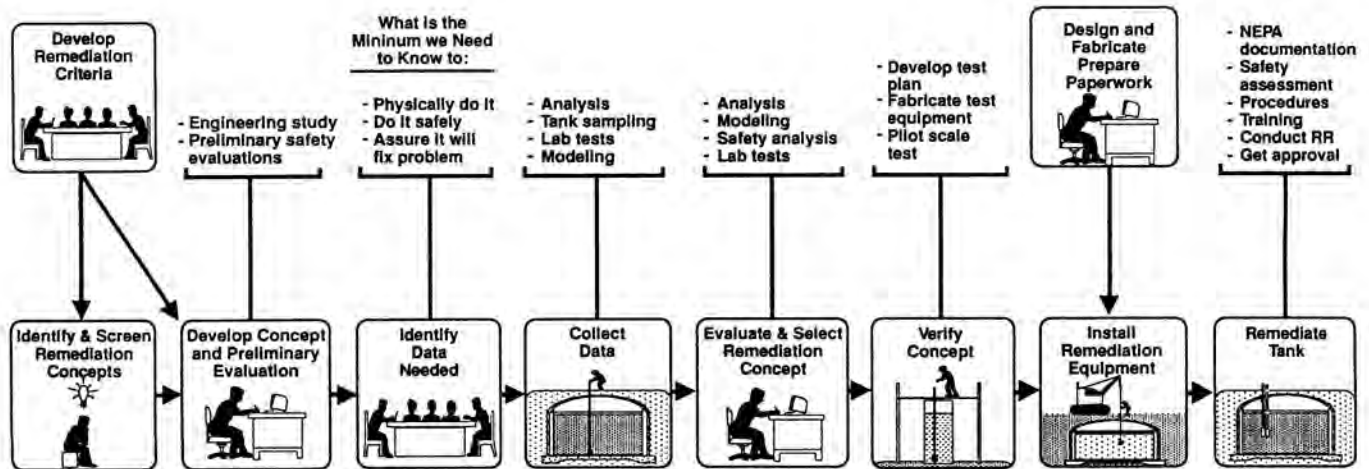 Develop
Remediation
Criteria
- Engineering study
- Preliminary safety
evaluations
What is the
Mininum we Need
to Know to:
- Physically do it
- Do it safely
- Assure it will
fix problem
- Analysis
- Tank sampling
- Lab tests
- Modeling
- Analysis
- Modeling
- Safety analysis
- Lab tests
- Develop test
plan
- Fabricate test
equipment
- Pilot scale
test
Design and
Fabricate
Prepare
Paperwork
- NEPA
documentation
- Safety
assessment
- Procedures
- Training
- Conduct RR
- Get approval
Identify & Screen
Remediation
Concepts
Develop Concept
and Preliminary
Evaluation
Identify
Data
Needed
Collect
Data
Evaluate & Select
Remediation
Concept
Verify
Concept
Install
Remediation
Equipment
Remediate
Tank